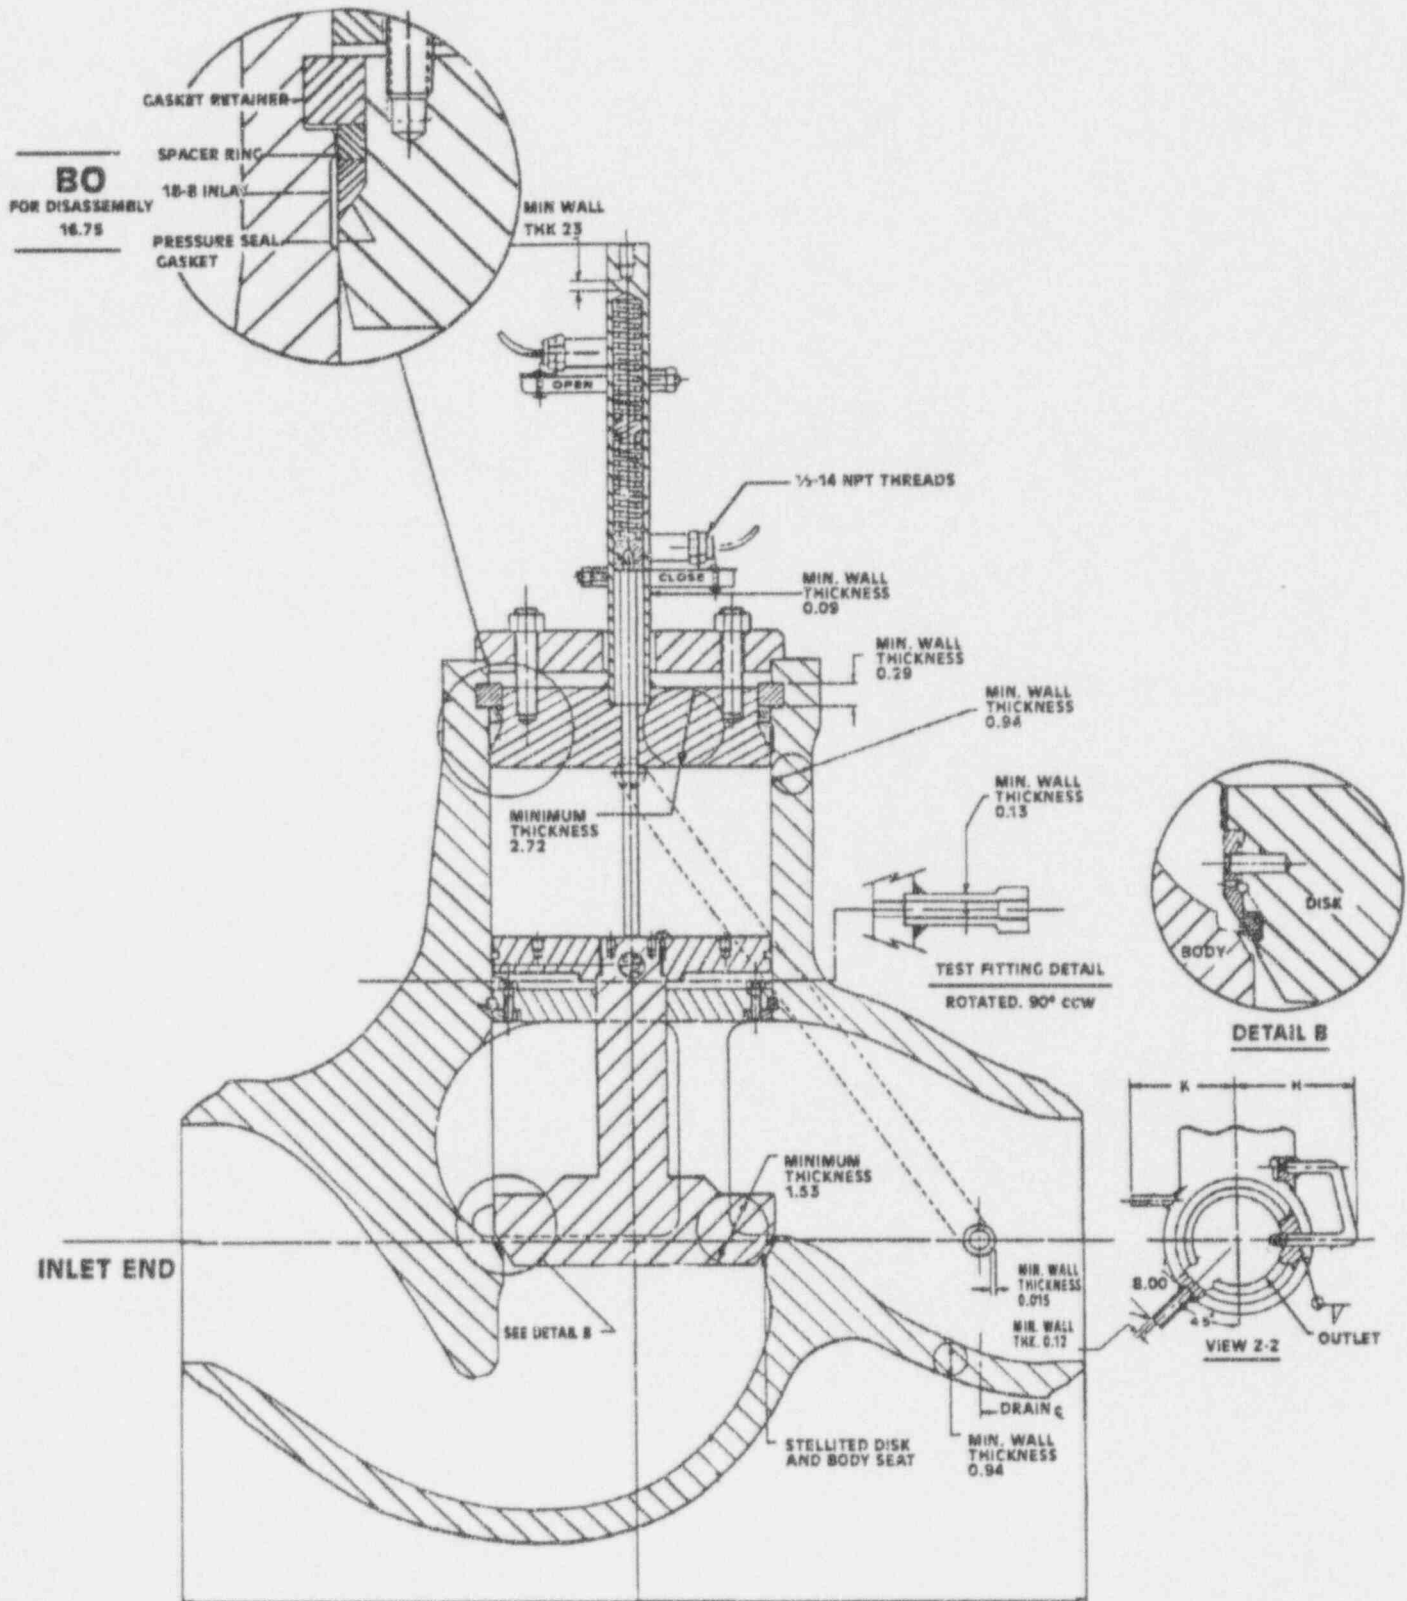 GASKET RETAINER
SPACER RING
18-8 INLAY
PRESSURE SEAL
GASKET
BO
FOR DISASSEMBLY
16.75
MIN WALL
THK 23
OPEN
½-14 NPT THREADS
CLOSE
MIN. WALL
THICKNESS
0.09
MIN. WALL
THICKNESS
0.29
MIN. WALL
THICKNESS
0.94
MINIMUM
THICKNESS
2.72
MIN. WALL
THICKNESS
0.13
TEST FITTING DETAIL
ROTATED. 90° CCW
DISK
BODY
DETAIL B
K
H
8.00
45°
VIEW Z-Z
OUTLET
MINIMUM
THICKNESS
1.53
INLET END
SEE DETAIL B
MIN. WALL
THICKNESS
0.015
MIN. WALL
THK. 0.12
DRAIN ℄
MIN. WALL
THICKNESS
0.94
STELLITED DISK
AND BODY SEAT